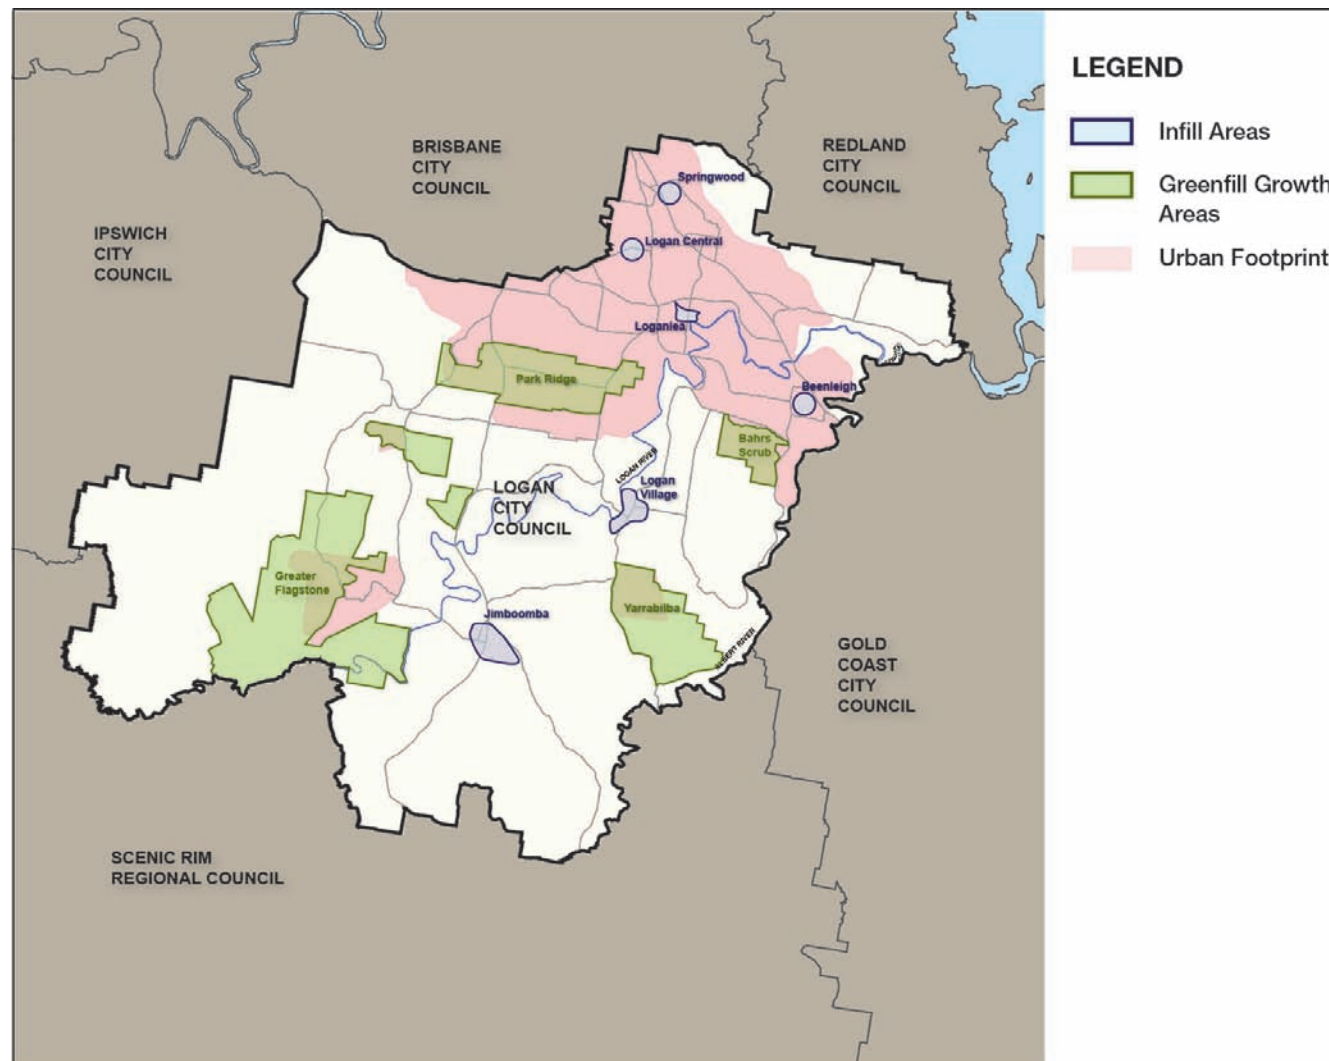 LEGEND
Infill Areas
Greenfill Growth
Areas
Urban Footprint
BRISBANE
CITY
COUNCIL
REDLAND
CITY
COUNCIL
IPSWICH
CITY
COUNCIL
Springwood
Logan Central
Loganlea
Park Ridge
Beenleigh
Bahrs
Scrub
LOGAN RIVER
Logan
Village
LOGAN
CITY
COUNCIL
Greater
Flagstone
Yarrabilba
Jimboomba
ALBERT RIVER
GOLD
COAST
CITY
COUNCIL
SCENIC RIM
REGIONAL COUNCIL